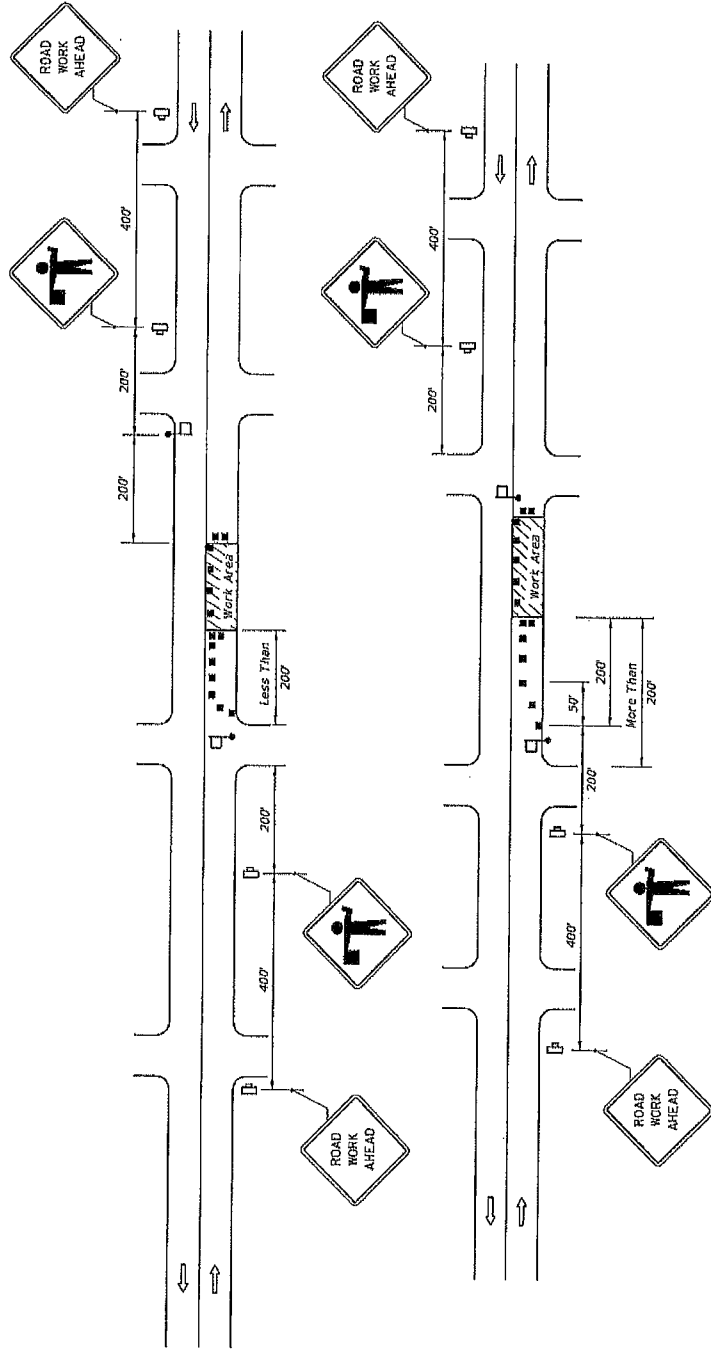 ROAD
WORK
AHEAD
400'
200'
200'
Work Area
Less Than
200'
200'
400'
ROAD
WORK
AHEAD
ROAD
WORK
AHEAD
400'
200'
Work Area
200'
More Than
200'
50'
200'
400'
ROAD
WORK
AHEAD